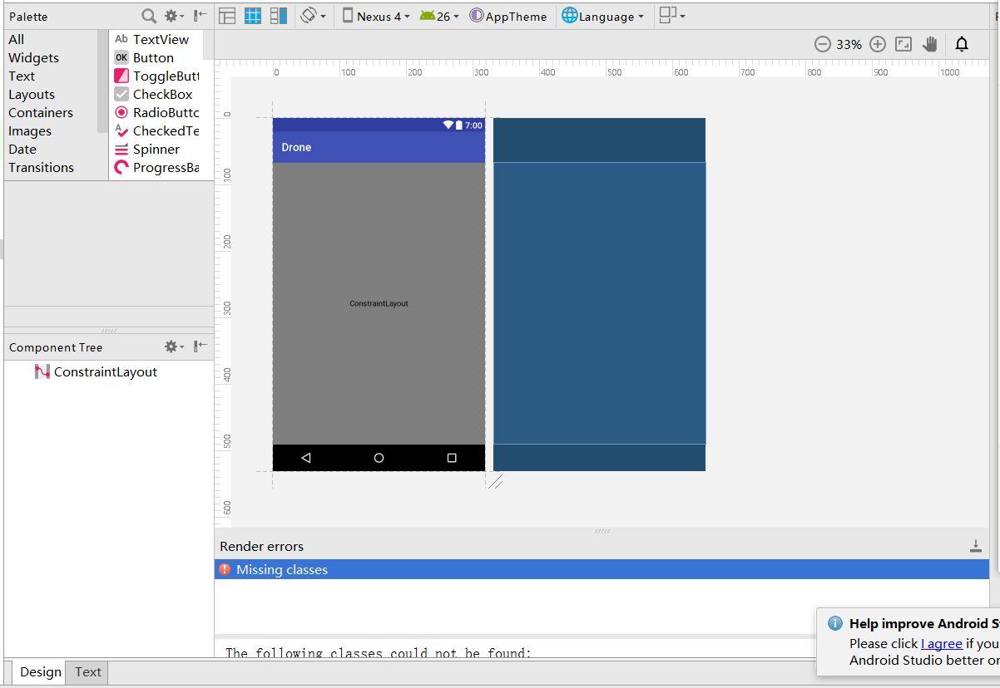 Palette
Nexus 4
26
AppTheme
Language
All
Widgets
Text
Layouts
Containers
Images
Date
Transitions
Ab TextView
OK Button
ToggleButt
CheckBox
RadioButto
CheckedTe
Spinner
ProgressBa
33%
0 100 200 300 400 500 600 700 800 900 1000
0
100
200
300
400
500
600
7:00
Drone
ConstraintLayout
Component Tree
ConstraintLayout
Render errors
Missing classes
The following classes could not be found:
Help improve Android S
Please click I agree if you
Android Studio better or
Design
Text